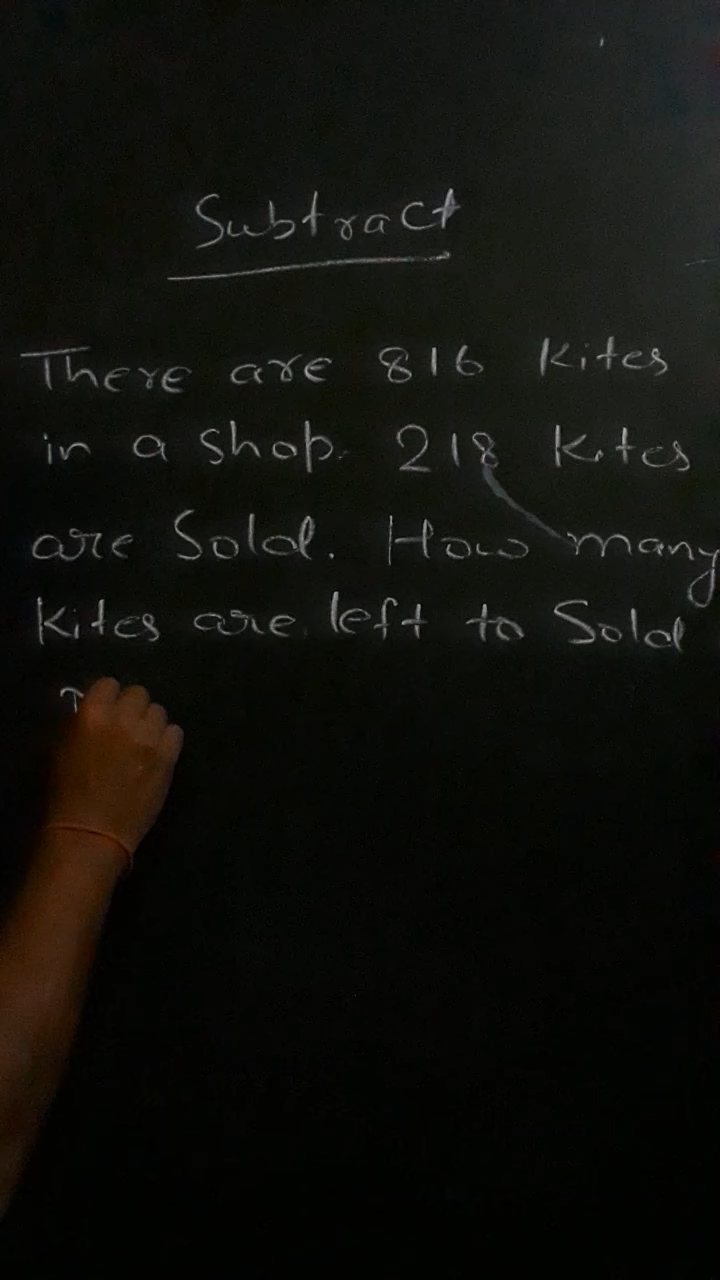 Subtract
There are 816 Kites
in a shop. 218 Kites
are Sold. How many
Kites are left to Sold